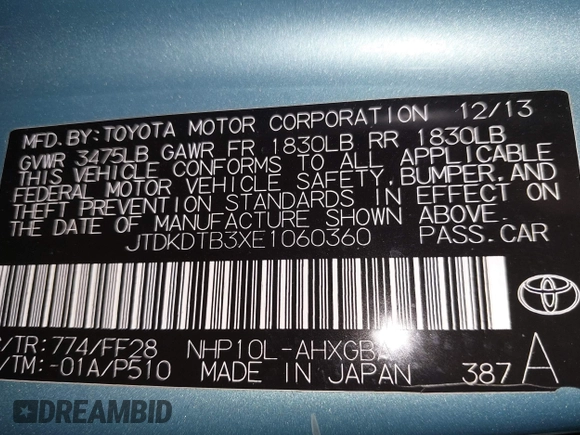 MFD. BY: TOYOTA MOTOR CORPORATION 12/13
GVWR 3475LB GAWR FR 1830LB RR 1830LB
THIS VEHICLE CONFORMS TO ALL APPLICABLE
FEDERAL MOTOR VEHICLE SAFETY, BUMPER, AND
THEFT PREVENTION STANDARDS IN EFFECT ON
THE DATE OF MANUFACTURE SHOWN ABOVE.
JTDKDTB3XE1060360 PASS. CAR
/TR: 774/FF28 NHP10L-AHXGBA
/TM: -01A/P510 MADE IN JAPAN 387 A
DREAMBID